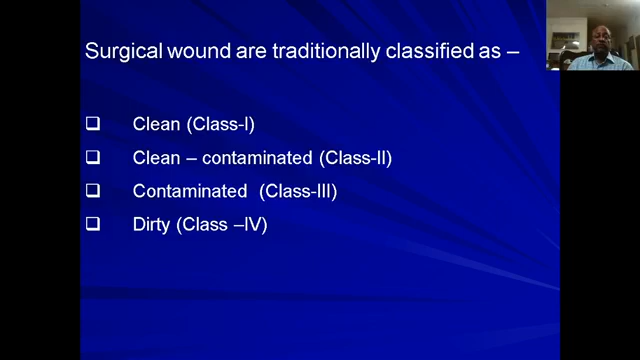 Surgical wound are traditionally classified as –
Clean (Class-I)
Clean – contaminated (Class-II)
Contaminated (Class-III)
Dirty (Class –IV)